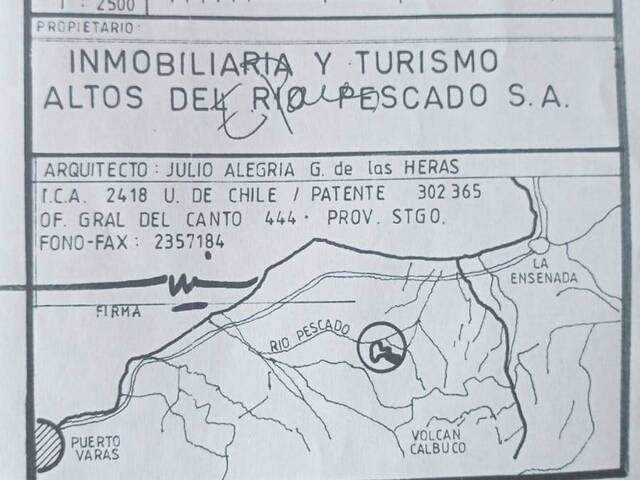 1 : 2500
PROPIETARIO:
INMOBILIARIA Y TURISMO
ALTOS DEL RIO PESCADO S.A.
ARQUITECTO : JULIO ALEGRIA G. de las HERAS
I.C.A. 2418 U. DE CHILE / PATENTE 302365
OF. GRAL DEL CANTO 444 · PROV. STGO.
FONO-FAX : 2357184
FIRMA
LA
ENSENADA
RIO PESCADO
PUERTO
VARAS
VOLCAN
CALBUCO